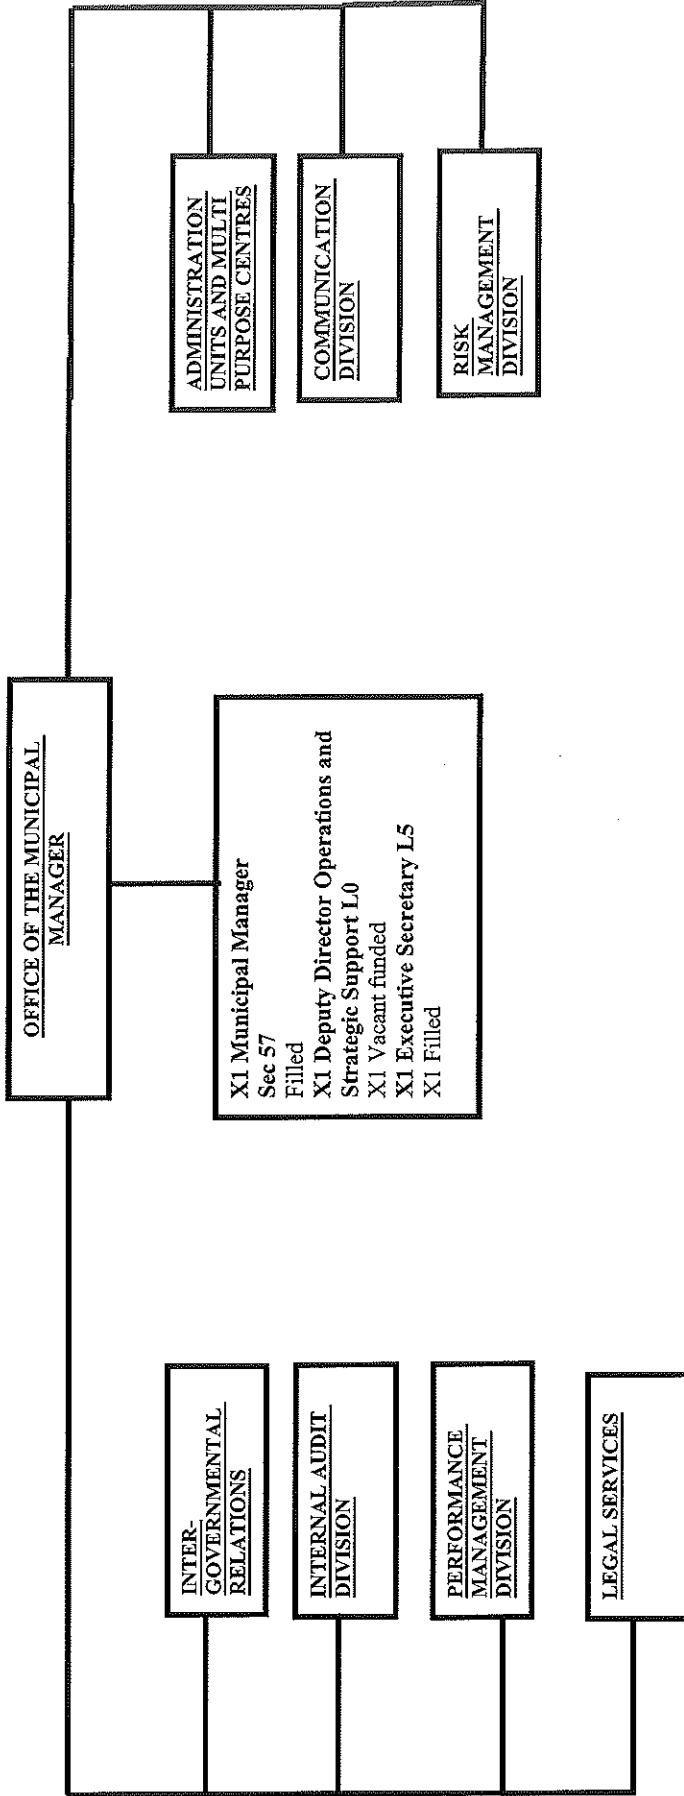 OFFICE OF THE MUNICIPAL
MANAGER
X1 Municipal Manager
Sec 57
Filled
X1 Deputy Director Operations and
Strategic Support L0
X1 Vacant funded
X1 Executive Secretary L5
X1 Filled
INTER-
GOVERNMENTAL
RELATIONS
INTERNAL AUDIT
DIVISION
PERFORMANCE
MANAGEMENT
DIVISION
LEGAL SERVICES
ADMINISTRATION
UNITS AND MULTI
PURPOSE CENTRES
COMMUNICATION
DIVISION
RISK
MANAGEMENT
DIVISION